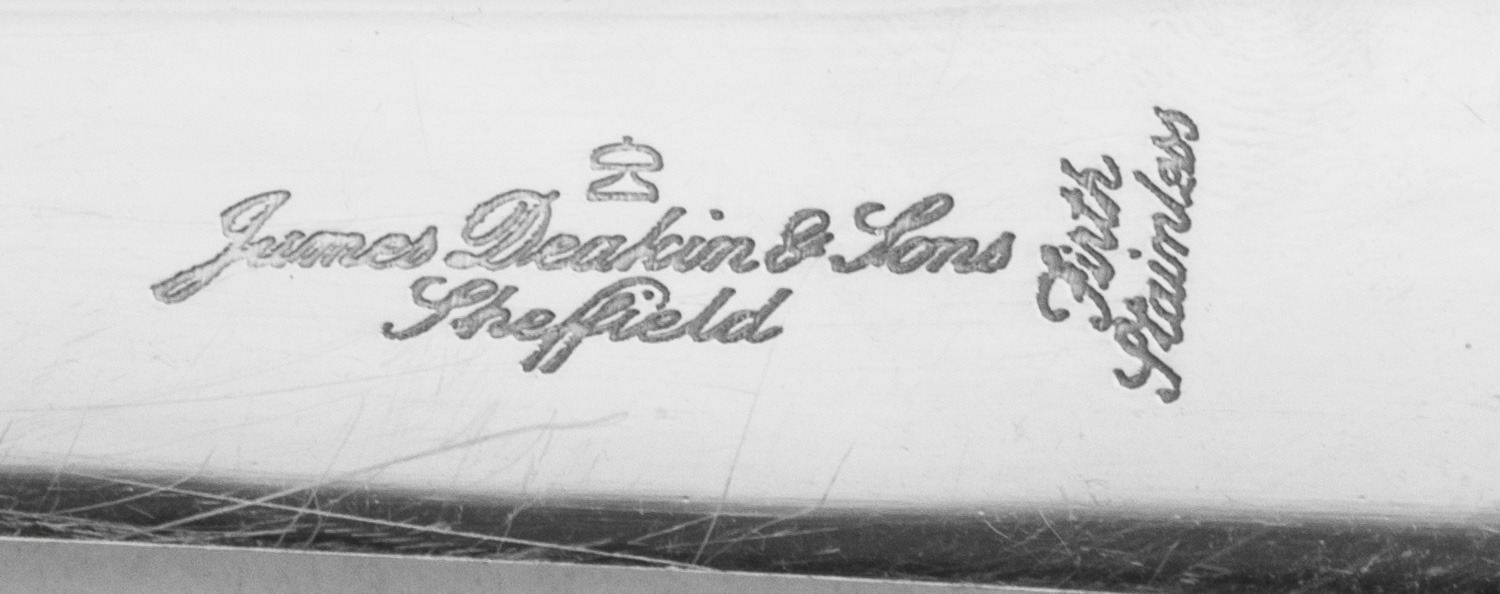 James Deakin & Sons
Sheffield
Firth
Stainless